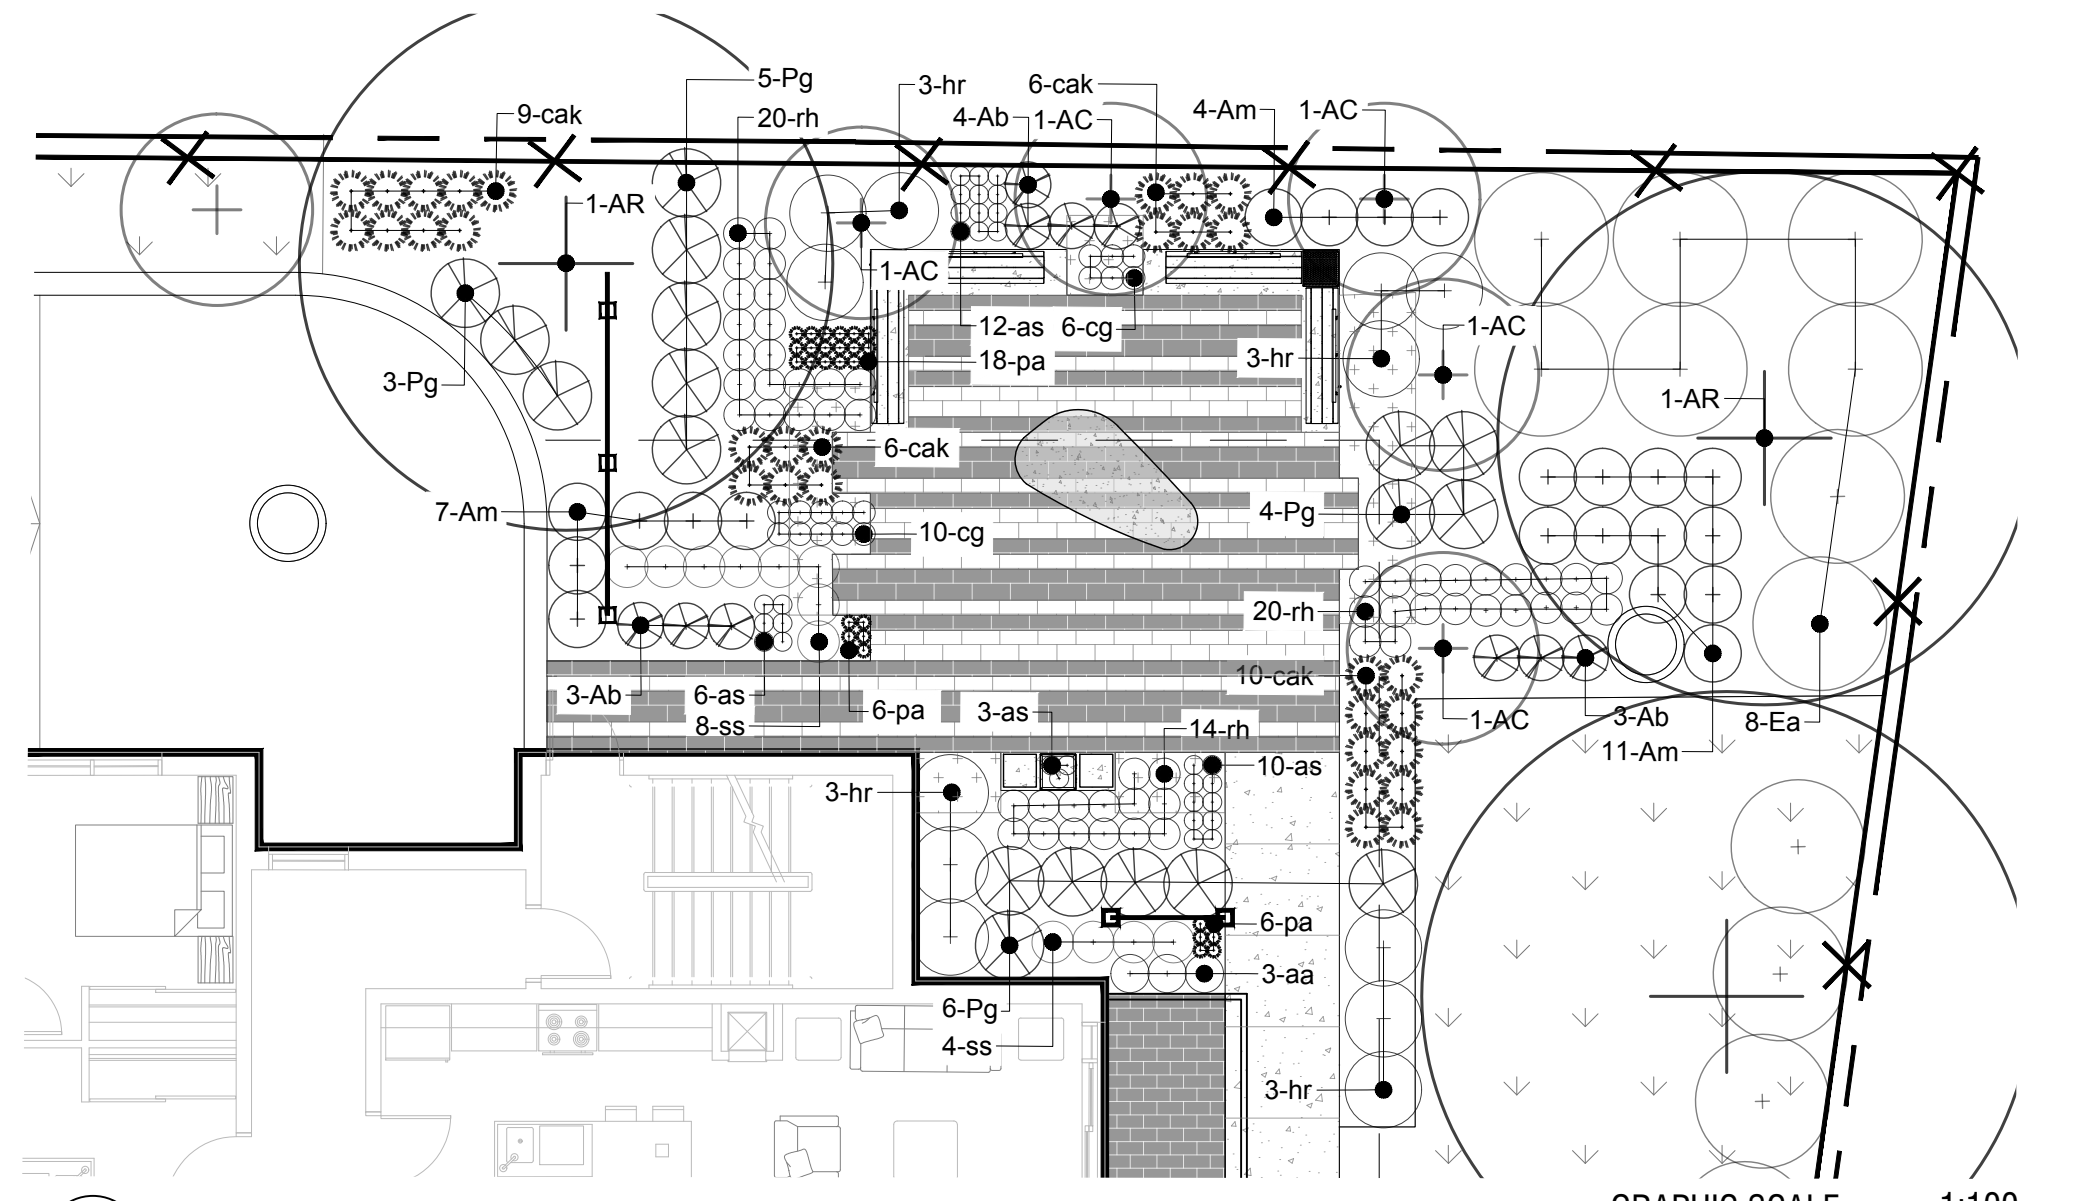 5-Pg
3-hr
6-cak
20-rh
9-cak
4-Ab
1-AC
4-Am
1-AC
1-AR
1-AC
12-as
6-cg
18-pa
3-hr
1-AC
3-Pg
1-AR
6-cak
7-Am
4-Pg
10-cg
20-rh
10-cak
3-Ab
6-as
8-ss
6-pa
3-as
14-rh
1-AC
3-Ab
8-Ea
11-Am
10-as
3-hr
6-pa
3-aa
6-Pg
4-ss
3-hr
GRAPHIC SCALE 1:100